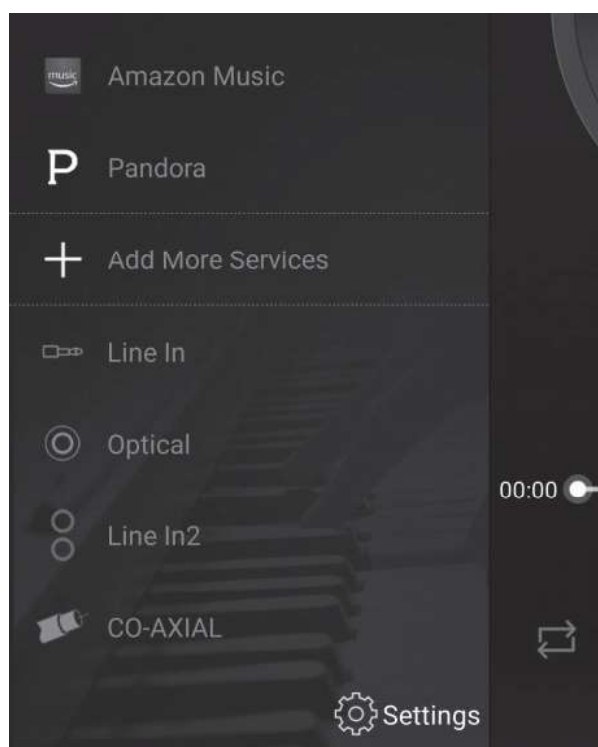 music
Amazon Music
P
Pandora
Add More Services
Line In
Optical
00:00
Line In2
CO-AXIAL
Settings